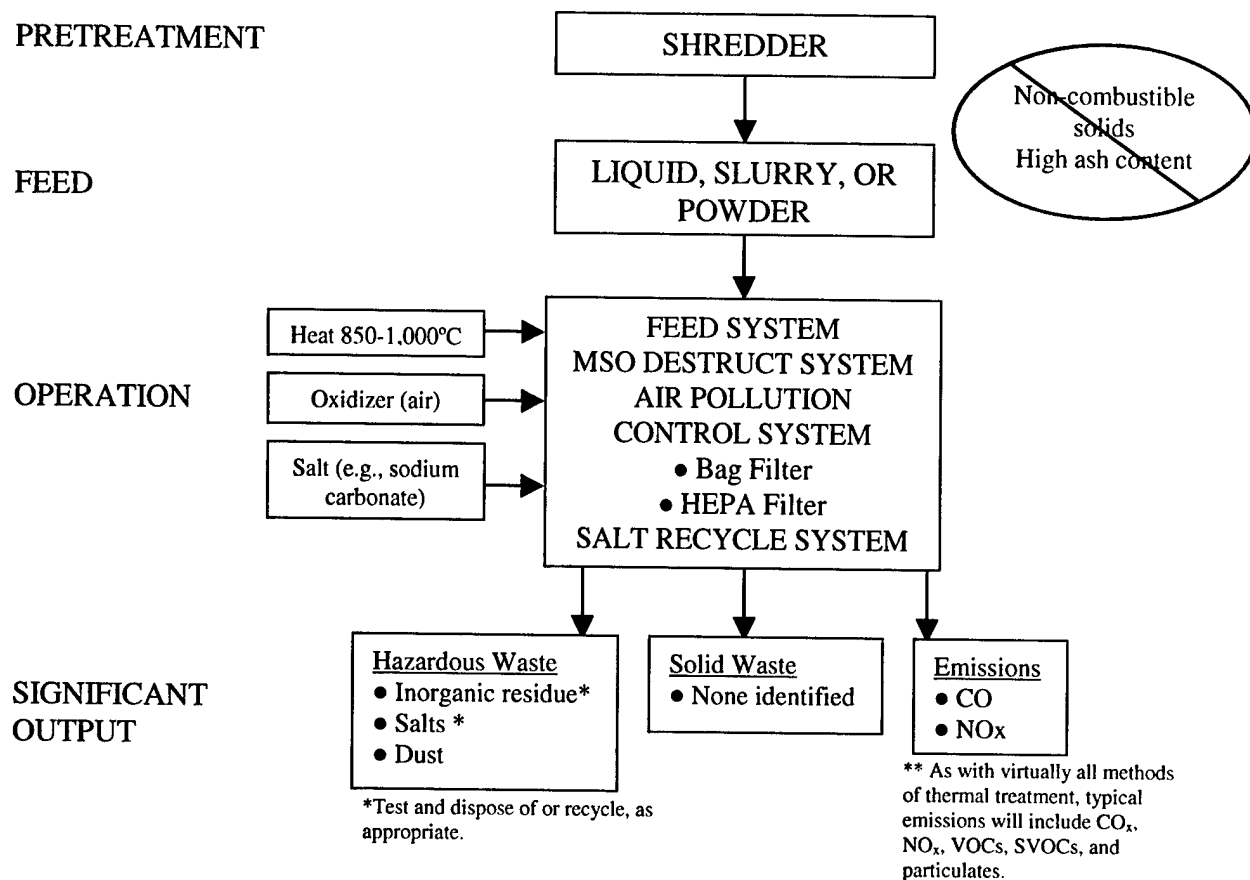 PRETREATMENT
SHREDDER
Non-combustible
solids
High ash content
FEED
LIQUID, SLURRY, OR
POWDER
OPERATION
Heat 850-1,000°C
Oxidizer (air)
Salt (e.g., sodium
carbonate)
FEED SYSTEM
MSO DESTRUCT SYSTEM
AIR POLLUTION
CONTROL SYSTEM
● Bag Filter
● HEPA Filter
SALT RECYCLE SYSTEM
SIGNIFICANT
OUTPUT
Hazardous Waste
● Inorganic residue*
● Salts *
● Dust
*Test and dispose of or recycle, as
appropriate.
Solid Waste
● None identified
Emissions
● CO
● NOx
** As with virtually all methods
of thermal treatment, typical
emissions will include COₓ,
NOₓ, VOCs, SVOCs, and
particulates.